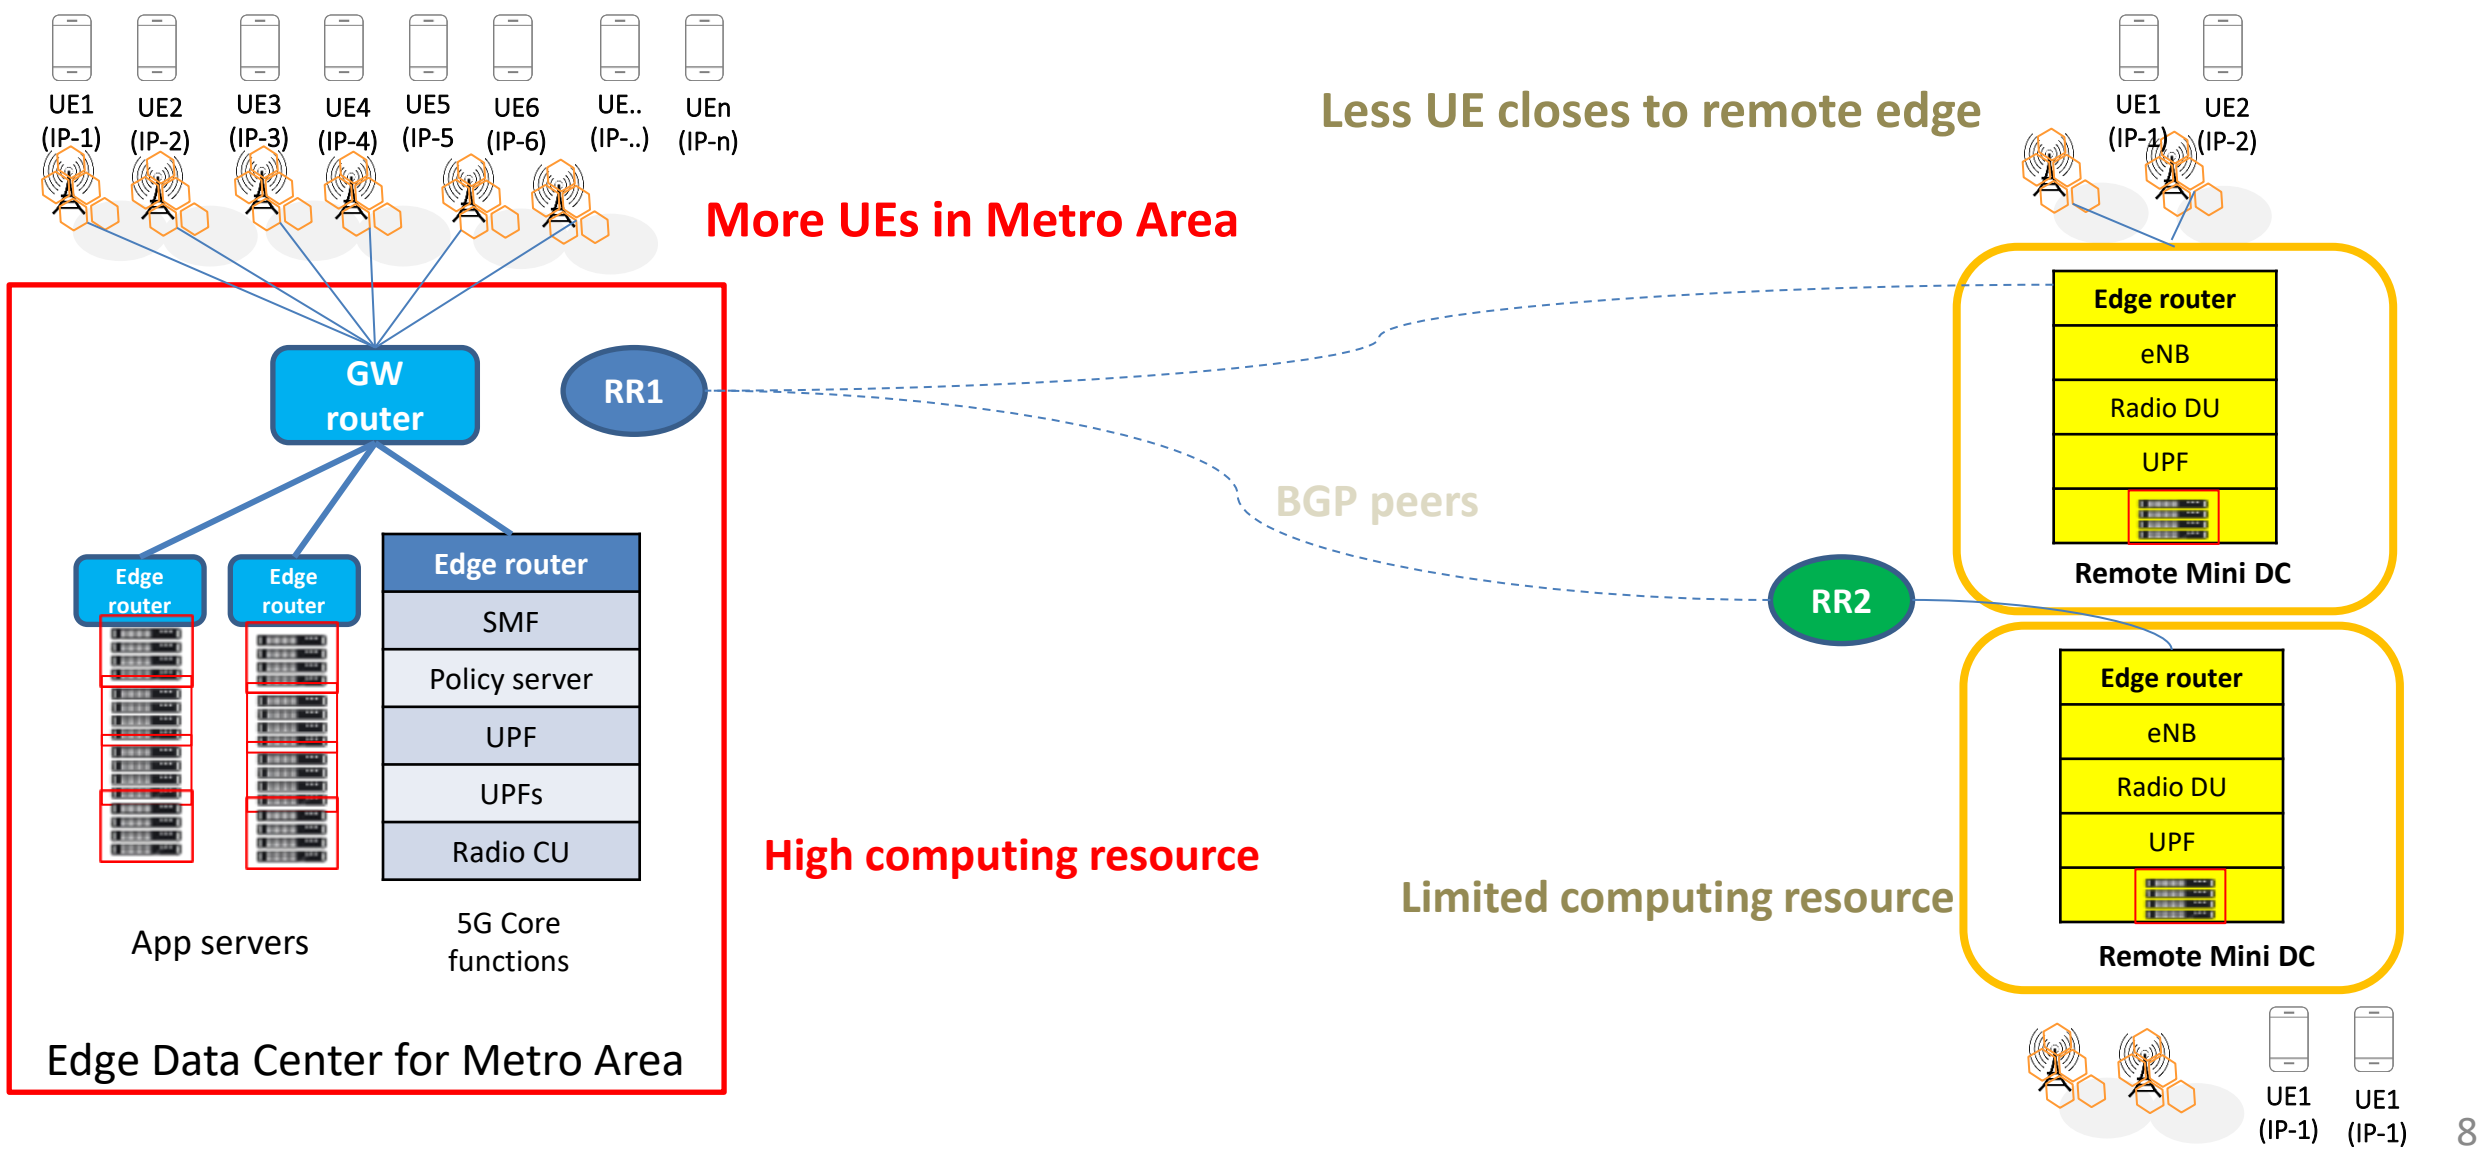 UE1
(IP-1)
UE2
(IP-2)
UE3
(IP-3)
UE4
(IP-4)
UE5
(IP-5
UE6
(IP-6)
UE..
(IP-..)
UEn
(IP-n)
More UEs in Metro Area
Less UE closes to remote edge
UE1
(IP-1)
UE2
(IP-2)
GW
router
RR1
Edge
router
Edge
router
Edge router
SMF
Policy server
UPF
UPFs
Radio CU
App servers
5G Core
functions
Edge Data Center for Metro Area
High computing resource
BGP peers
RR2
Limited computing resource
Edge router
eNB
Radio DU
UPF
Remote Mini DC
Edge router
eNB
Radio DU
UPF
Remote Mini DC
UE1
(IP-1)
UE1
(IP-1)
8